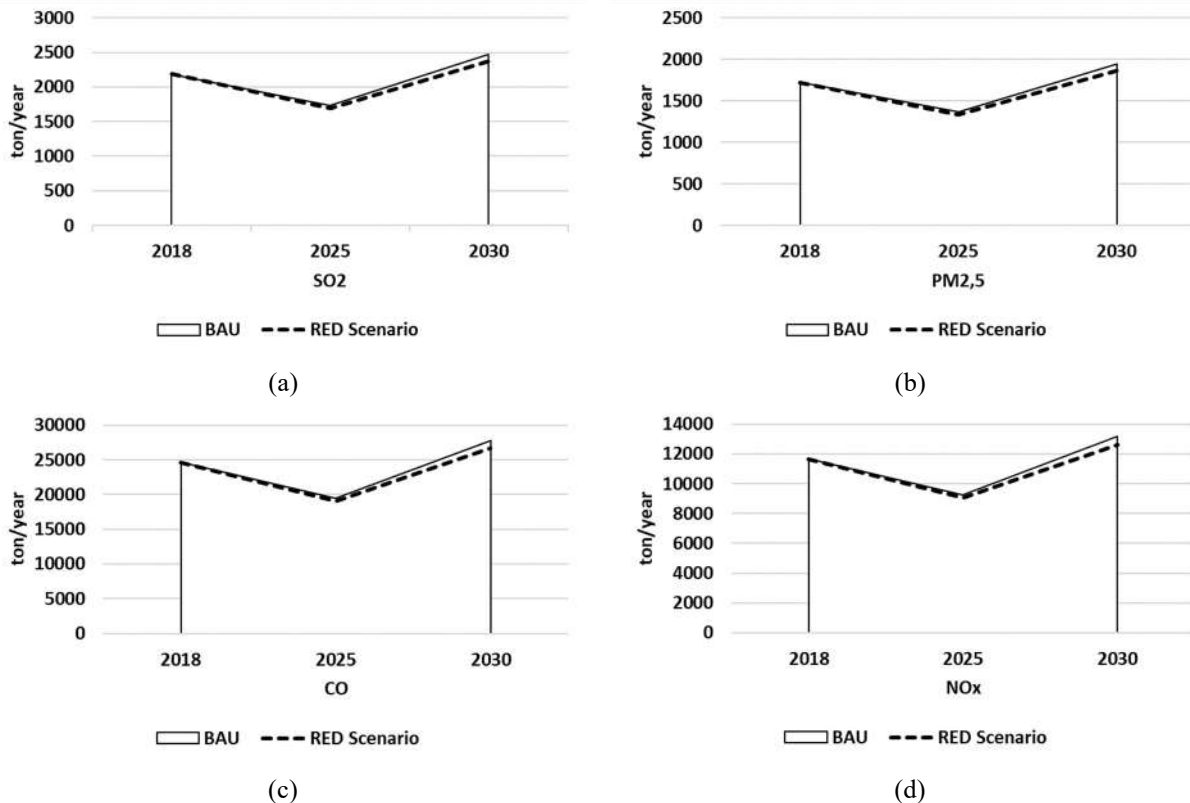 3000
2500
2000
1500
1000
500
0
ton/year
2018 2025 2030
SO2
BAU RED Scenario
(a)
2500
2000
1500
1000
500
0
ton/year
2018 2025 2030
PM2,5
BAU RED Scenario
(b)
30000
25000
20000
15000
10000
5000
0
ton/year
2018 2025 2030
CO
BAU RED Scenario
(c)
14000
12000
10000
8000
6000
4000
2000
0
ton/year
2018 2025 2030
NOx
BAU RED Scenario
(d)